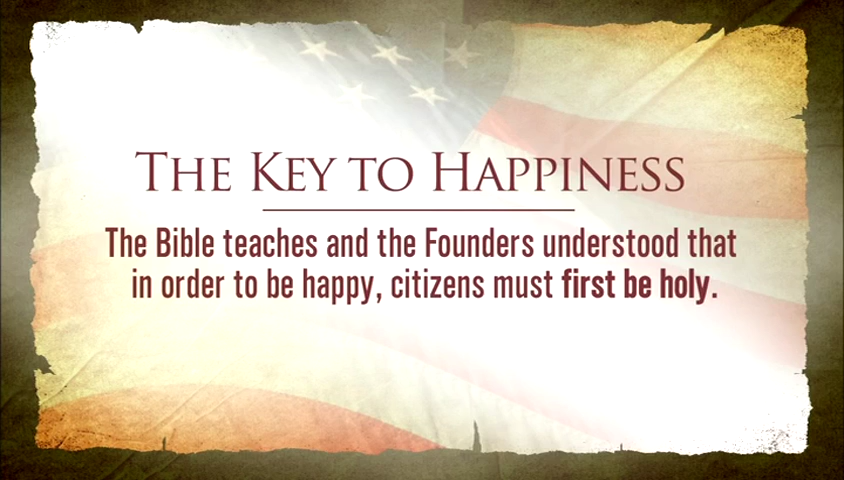 The Key to Happiness
The Bible teaches and the Founders understood that
in order to be happy, citizens must first be holy.